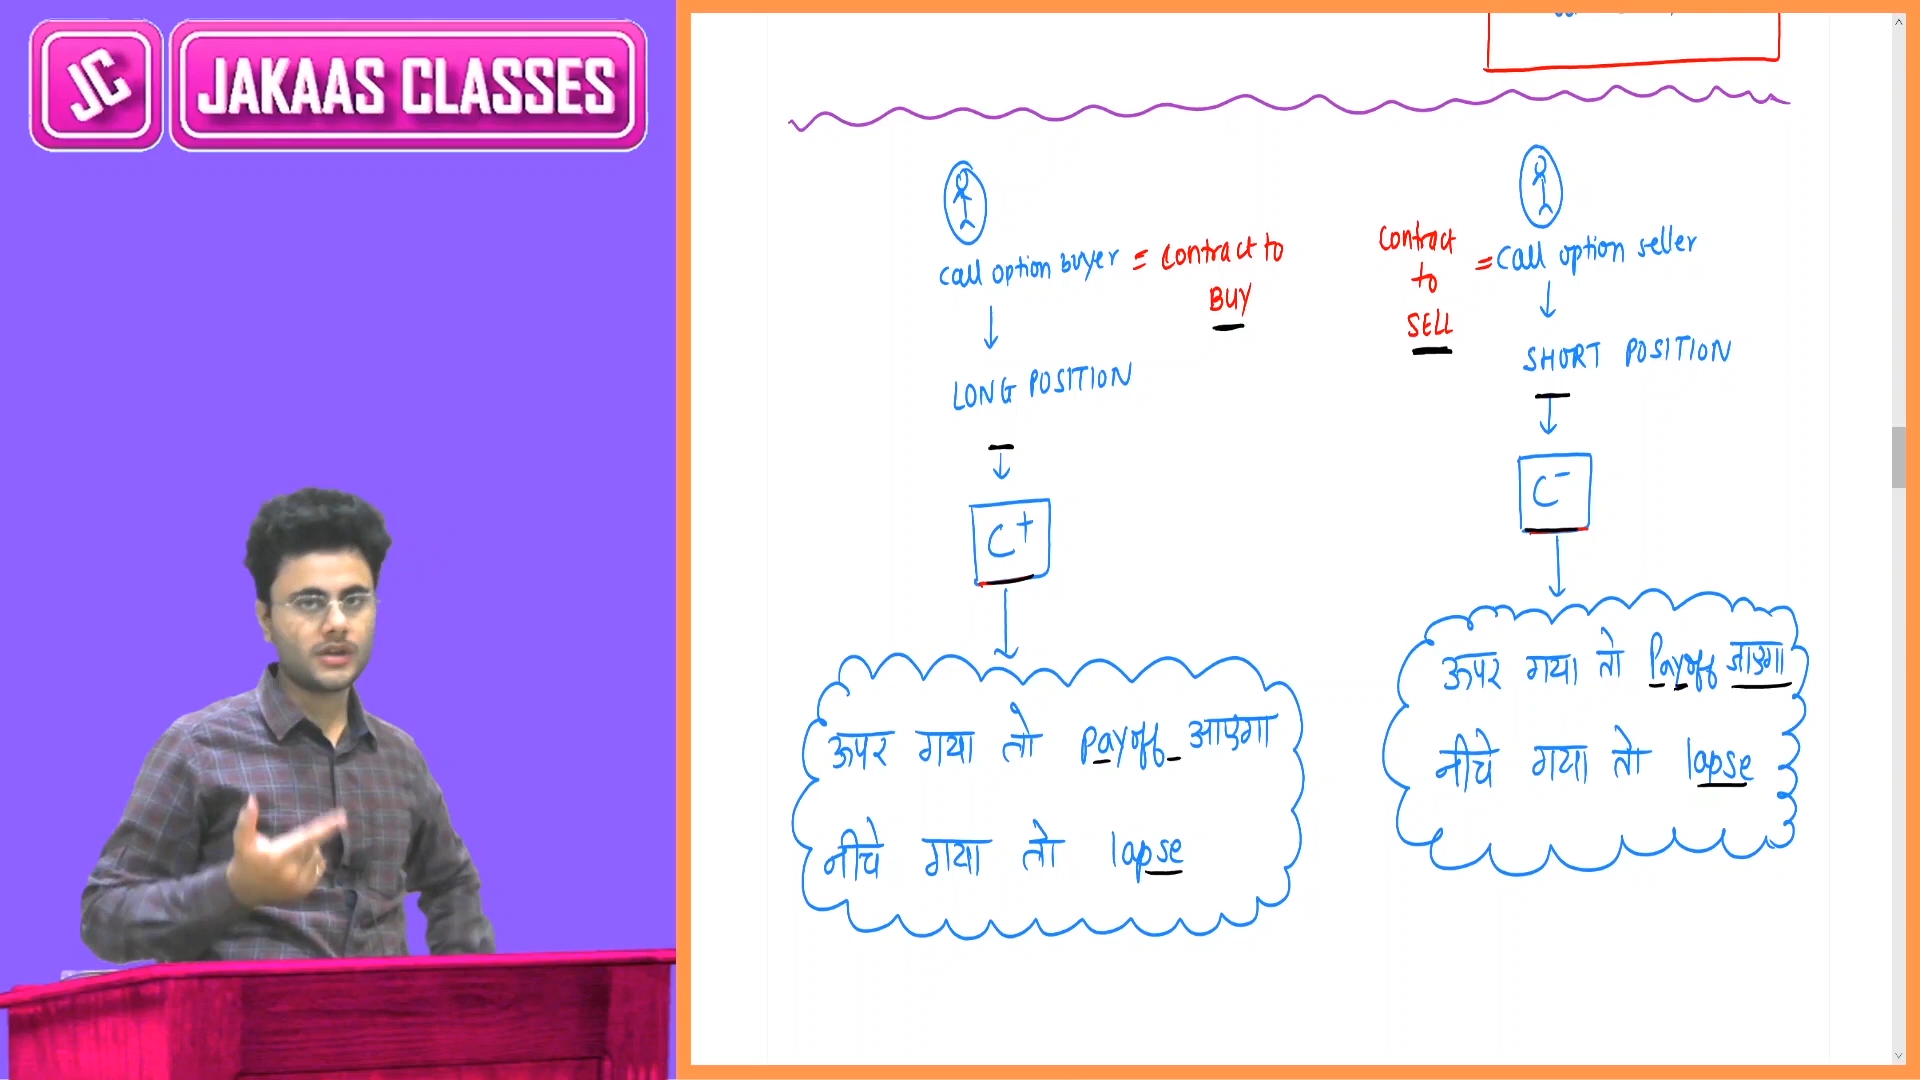 JC JAKAAS CLASSES
call option buyer = contract to
BUY
LONG POSITION
C+
ऊपर गया तो Payoff आएगा
नीचे गया तो lapse
contract
to
SELL
= call option seller
SHORT POSITION
C-
ऊपर गया तो Payoff जाएगा
नीचे गया तो lapse